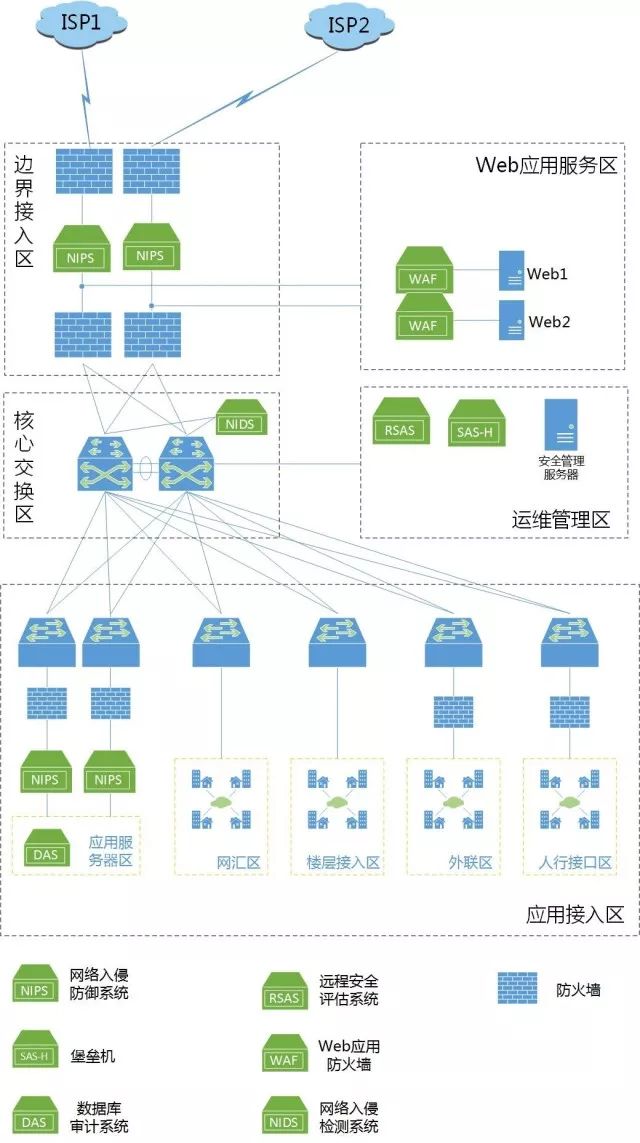 ISP1
ISP2
边界接入区
NIPS
NIPS
Web应用服务区
WAF
Web1
WAF
Web2
核心交换区
NIDS
RSAS
SAS-H
安全管理
服务器
运维管理区
NIPS
NIPS
DAS
应用服
务器区
网汇区
楼层接入区
外联区
人行接口区
应用接入区
NIPS
网络入侵
防御系统
RSAS
远程安全
评估系统
防火墙
SAS-H
堡垒机
WAF
Web应用
防火墙
DAS
数据库
审计系统
NIDS
网络入侵
检测系统